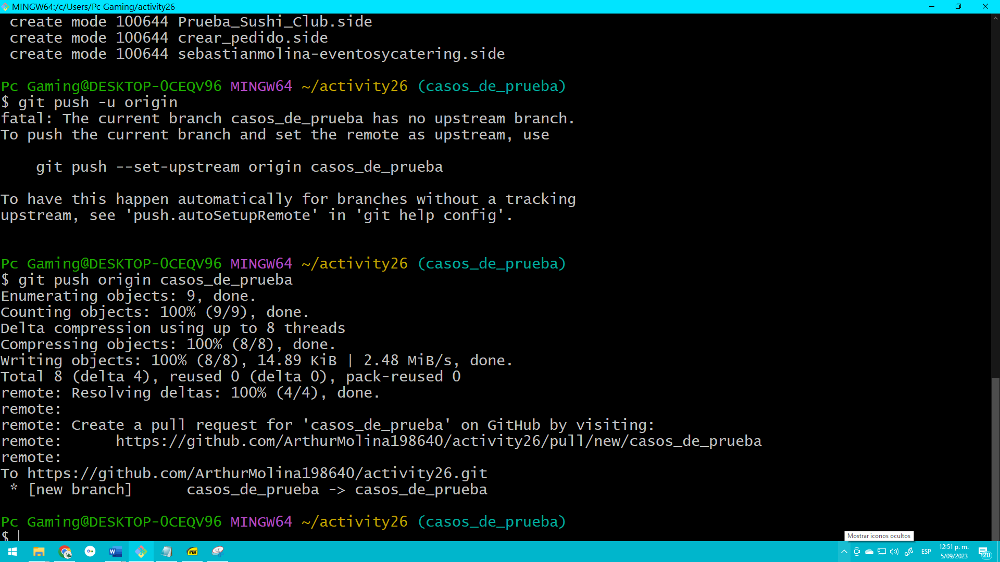 MINGW64:/c/Users/Pc Gaming/activity26
create mode 100644 Prueba_Sushi_Club.side
create mode 100644 crear_pedido.side
create mode 100644 sebastianmolina-eventosycatering.side
Pc Gaming@DESKTOP-0CEQV96 MINGW64 ~/activity26 (casos_de_prueba)
$ git push -u origin
fatal: The current branch casos_de_prueba has no upstream branch.
To push the current branch and set the remote as upstream, use
git push --set-upstream origin casos_de_prueba
To have this happen automatically for branches without a tracking
upstream, see 'push.autoSetupRemote' in 'git help config'.
Pc Gaming@DESKTOP-0CEQV96 MINGW64 ~/activity26 (casos_de_prueba)
$ git push origin casos_de_prueba
Enumerating objects: 9, done.
Counting objects: 100% (9/9), done.
Delta compression using up to 8 threads
Compressing objects: 100% (8/8), done.
Writing objects: 100% (8/8), 14.89 KiB | 2.48 MiB/s, done.
Total 8 (delta 4), reused 0 (delta 0), pack-reused 0
remote: Resolving deltas: 100% (4/4), done.
remote:
remote: Create a pull request for 'casos_de_prueba' on GitHub by visiting:
remote:      https://github.com/ArthurMolina198640/activity26/pull/new/casos_de_prueba
remote:
To https://github.com/ArthurMolina198640/activity26.git
* [new branch]      casos_de_prueba -> casos_de_prueba
Pc Gaming@DESKTOP-0CEQV96 MINGW64 ~/activity26 (casos_de_prueba)
$
Mostrar iconos ocultos
W
PDF
ESP
12:51 p. m.
5/09/2023
20